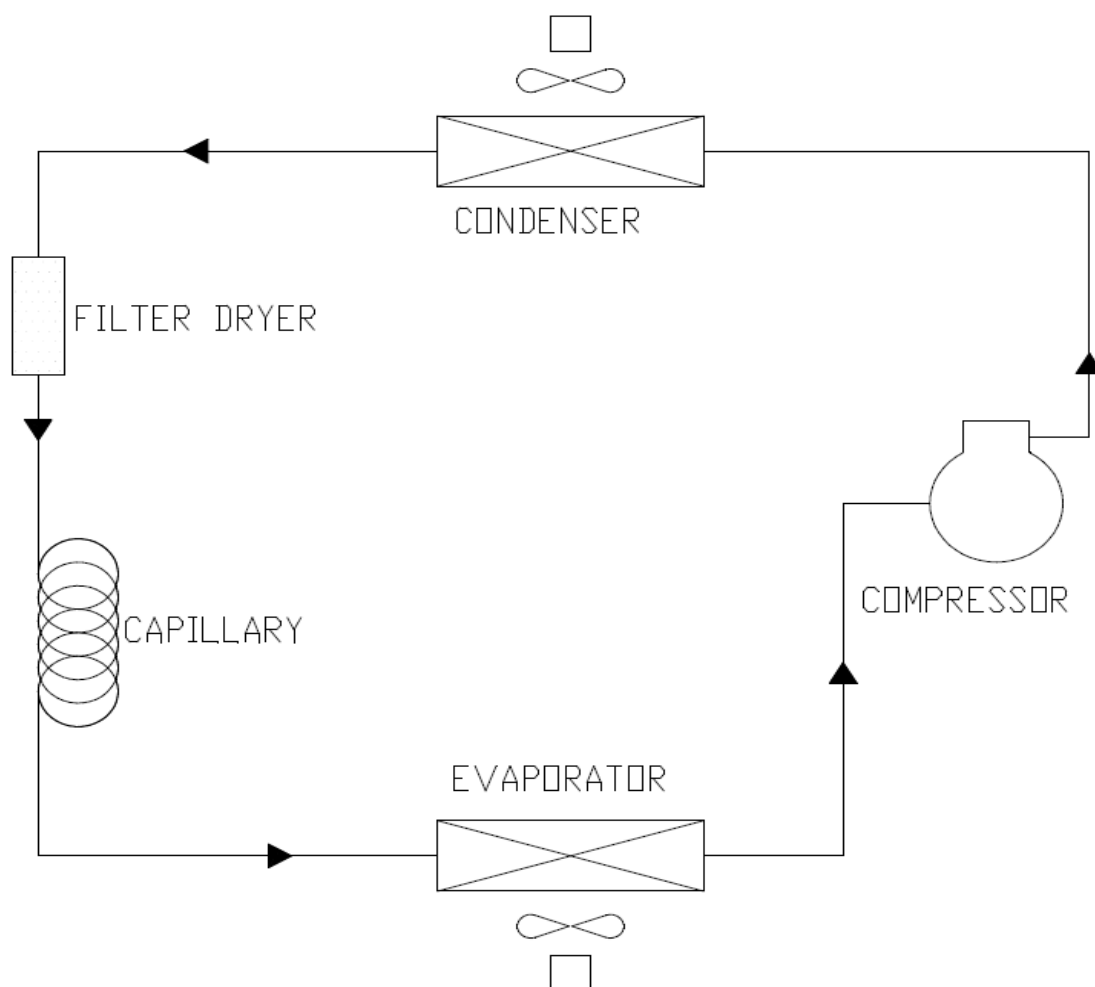 CONDENSER
FILTER DRYER
COMPRESSOR
CAPILLARY
EVAPORATOR